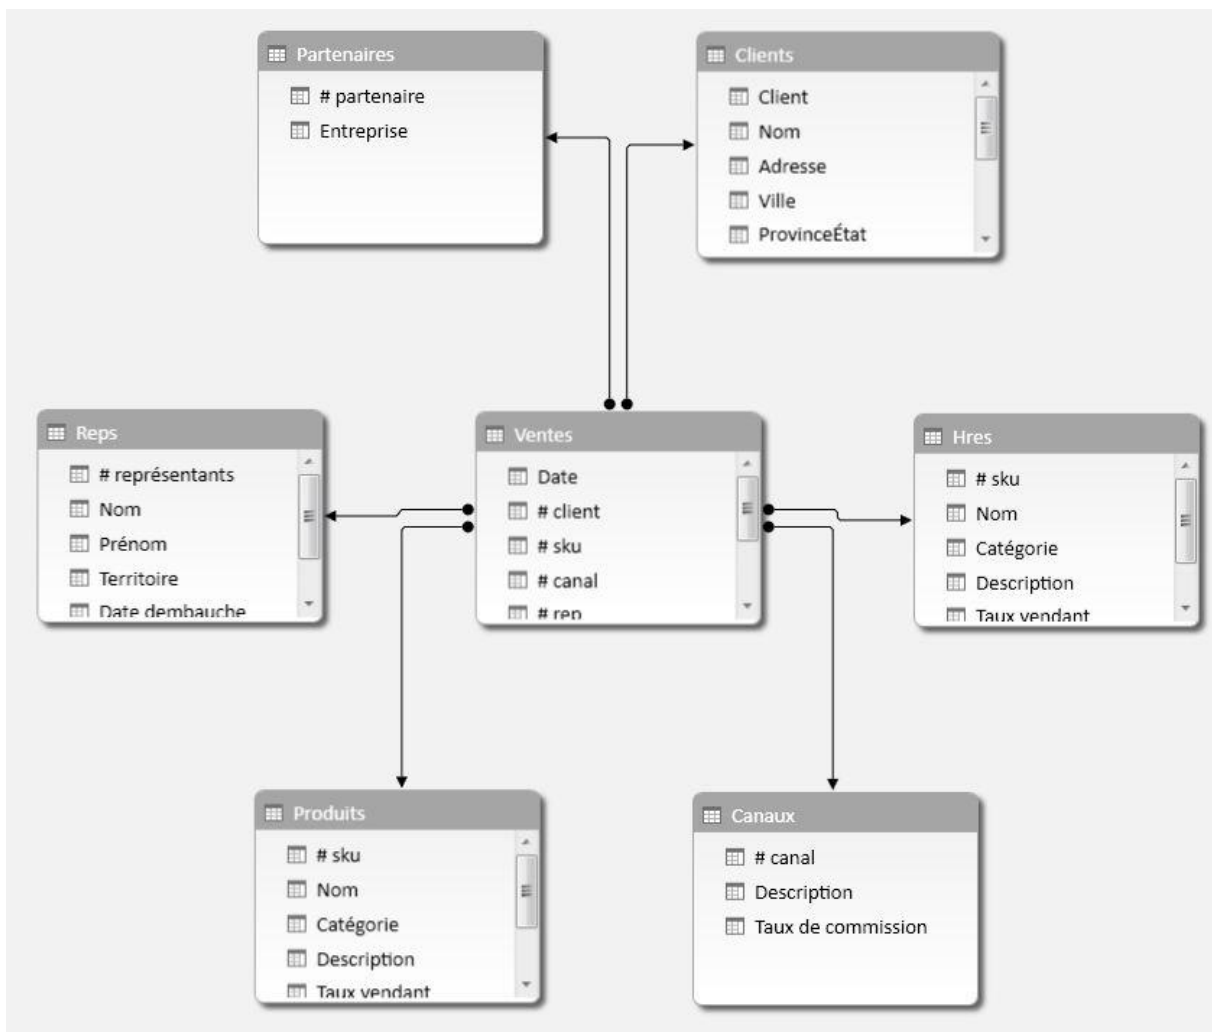 Partenaires
# partenaire
Entreprise
Clients
Client
Nom
Adresse
Ville
ProvinceÉtat
Reps
# représentants
Nom
Prénom
Territoire
Date dembauche
Ventes
Date
# client
# sku
# canal
# rep
Hres
# sku
Nom
Catégorie
Description
Taux vendant
Produits
# sku
Nom
Catégorie
Description
Taux vendant
Canaux
# canal
Description
Taux de commission